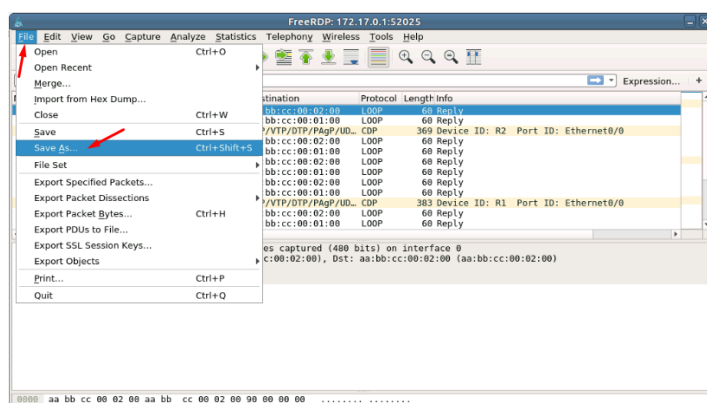 FreeRDP: 172.17.0.1:52025
File Edit View Go Capture Analyze Statistics Telephony Wireless Tools Help
Open Ctrl+O
Open Recent
Merge...
Import from Hex Dump...
Close Ctrl+W
Save Ctrl+S
Save As... Ctrl+Shift+S
File Set
Export Specified Packets...
Export Packet Dissections
Export Packet Bytes... Ctrl+H
Export PDUs to File...
Export SSL Session Keys...
Export Objects
Print... Ctrl+P
Quit Ctrl+Q
Expression... +
stination Protocol Length Info
bb:cc:00:02:00 LOOP 60 Reply
bb:cc:00:01:00 LOOP 60 Reply
/VTP/DTP/PAgP/UD… CDP 369 Device ID: R2 Port ID: Ethernet0/0
bb:cc:00:02:00 LOOP 60 Reply
bb:cc:00:01:00 LOOP 60 Reply
bb:cc:00:02:00 LOOP 60 Reply
bb:cc:00:01:00 LOOP 60 Reply
bb:cc:00:02:00 LOOP 60 Reply
bb:cc:00:01:00 LOOP 60 Reply
/VTP/DTP/PAgP/UD… CDP 383 Device ID: R1 Port ID: Ethernet0/0
bb:cc:00:02:00 LOOP 60 Reply
bb:cc:00:01:00 LOOP 60 Reply
es captured (480 bits) on interface 0
c:00:02:00), Dst: aa:bb:cc:00:02:00 (aa:bb:cc:00:02:00)
0000 aa bb cc 00 02 00 aa bb cc 00 02 00 90 00 00 00 ........ ........